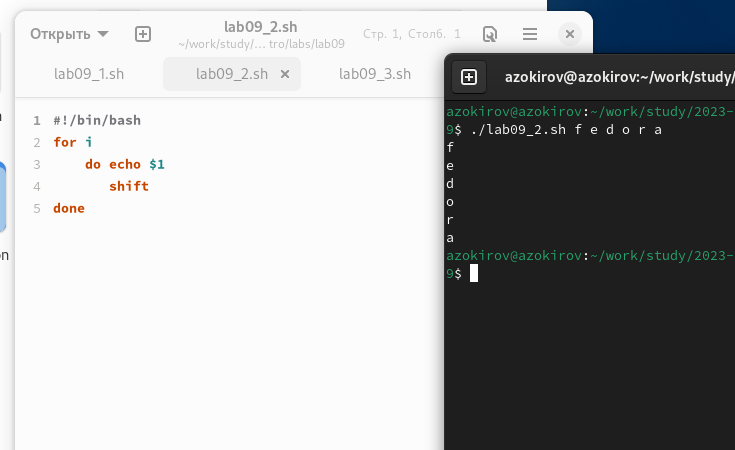 Открыть
lab09_2.sh
~/work/study/… tro/labs/lab09
Стр. 1, Столб. 1
lab09_1.sh
lab09_2.sh
lab09_3.sh
1 #!/bin/bash
2 for i
3 do echo $1
4 shift
5 done
azokirov@azokirov:~/work/study/
azokirov@azokirov:~/work/study/2023-
9$ ./lab09_2.sh f e d o r a
f
e
d
o
r
a
azokirov@azokirov:~/work/study/2023-
9$